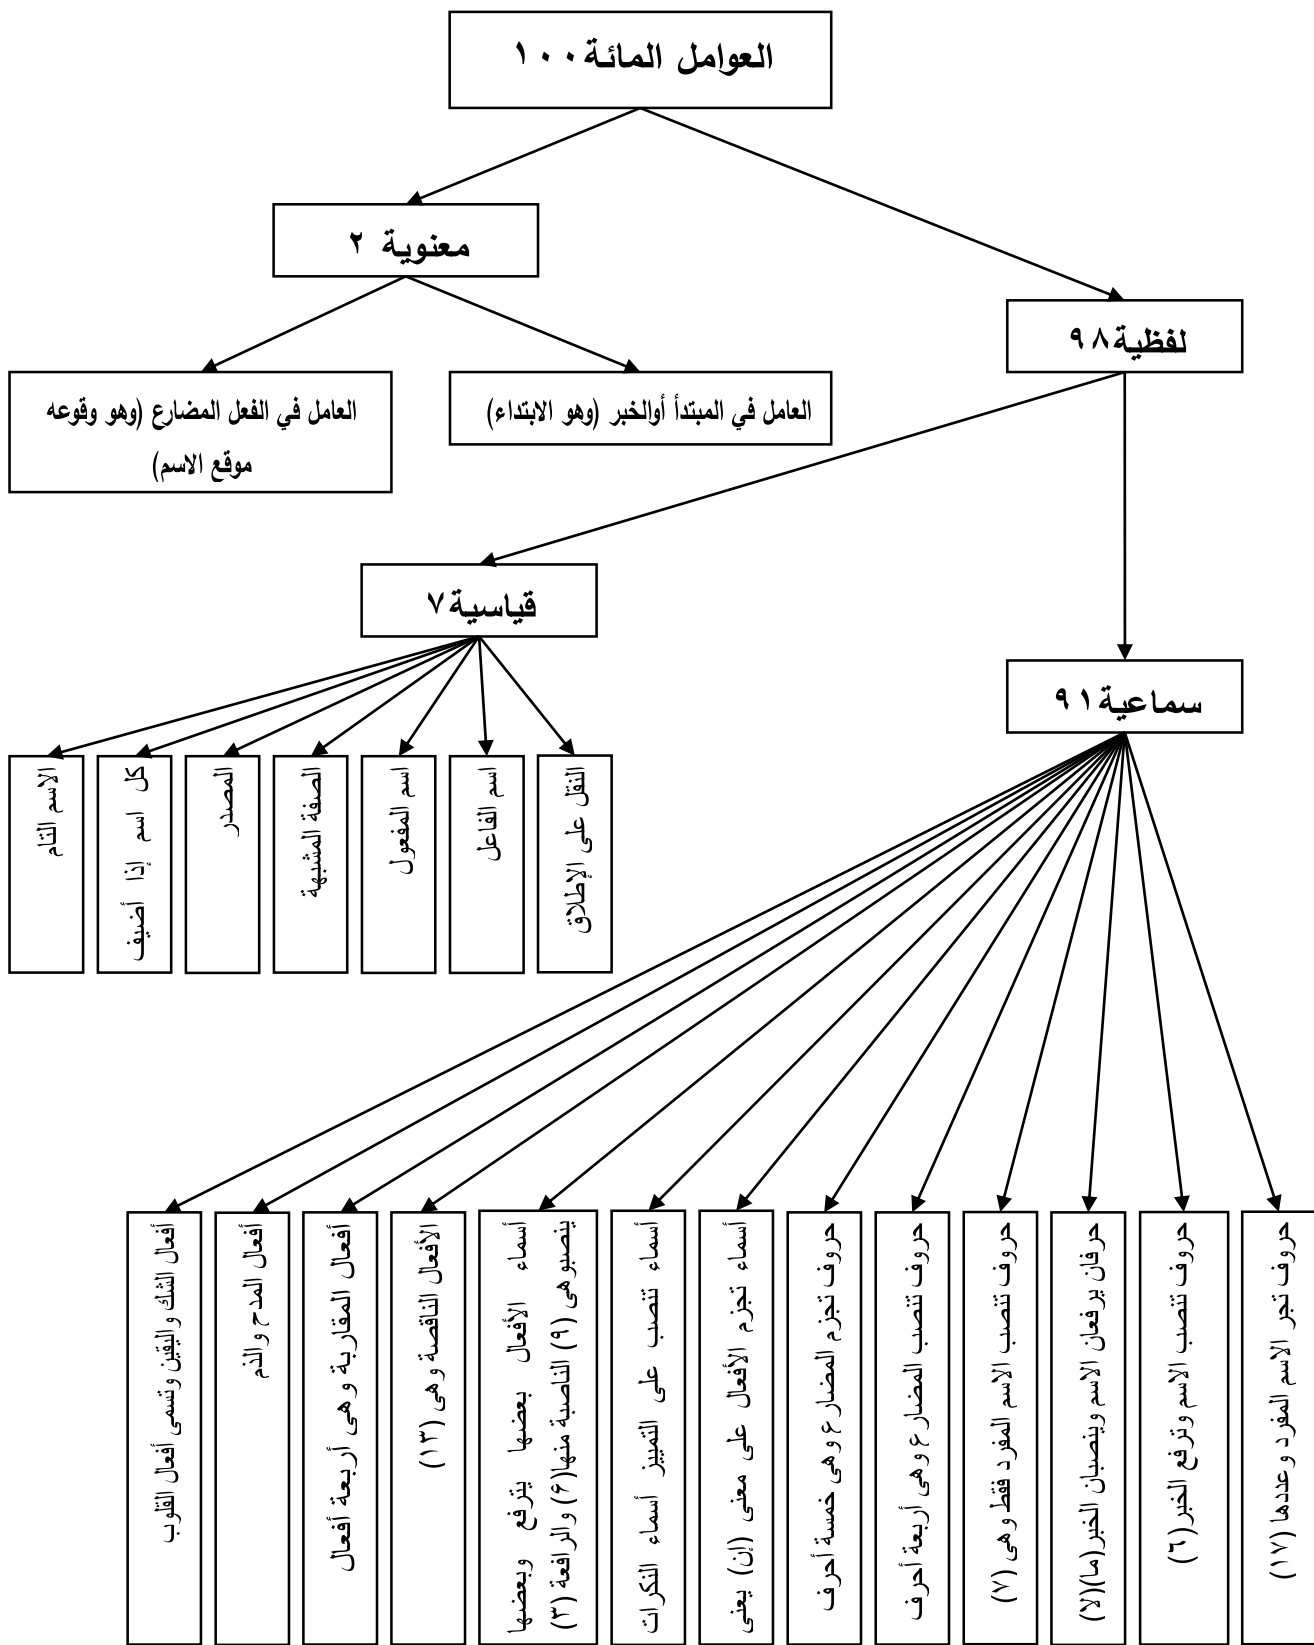 العوامل المائة ١٠٠
معنوية ٢
لفظية ٩٨
العامل في المبتدأ أوالخبر (وهو الابتداء)
العامل في الفعل المضارع (وهو وقوعه
موقع الاسم)
قياسية ٧
سماعية ٩١
النقل على الإطلاق
اسم الفاعل
اسم المفعول
الصفة المشبهة
المصدر
كل اسم إذا أضيف
الاسم التام
حروف تجر الاسم المفرد وعددها (١٧)
حروف تنصب الاسم وترفع الخبر (٦)
حرفان يرفعان الاسم وينصبان الخبر (ما)(لا)
حروف تنصب الاسم المفرد فقط وهى (٧)
حروف تنصب المضارع وهى أربعة أحرف
حروف تجزم المضارع وهى خمسة أحرف
أسماء تجزم الأفعال على معنى (إن) يعنى
أسماء تنصب على التمييز أسماء النكرات
أسماء الأفعال بعضها يترفع وبعضها
ينصبوهى (٩) الناصبة منها(۶) والرافعة (٣)
الأفعال الناقصة وهى (١٣)
أفعال المقاربة وهى أربعة أفعال
أفعال المدح والذم
أفعال الشك واليقين وتسمى أفعال القلوب